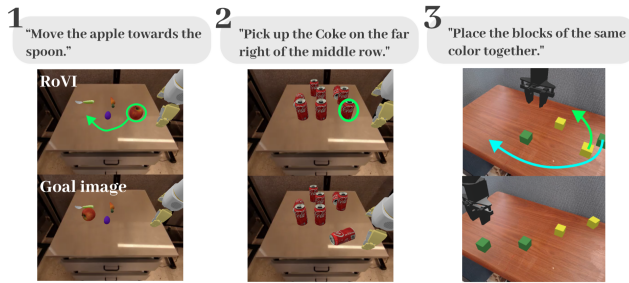 1
“Move the apple towards the
spoon.”
2
"Pick up the Coke on the far
right of the middle row."
3
"Place the blocks of the same
color together."
RoVI
Goal image